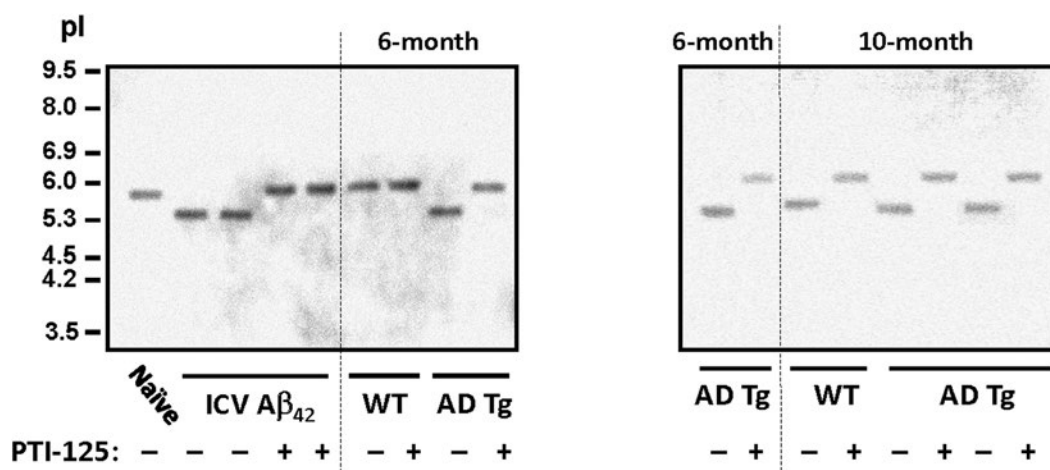 pI
6-month
6-month 10-month
9.5
8.0
6.9
6.0
5.3
4.5
4.2
3.5
Naïve
ICV Aβ42 WT AD Tg
AD Tg WT AD Tg
PTI-125: – – – + + – + – + – + – + – + – +